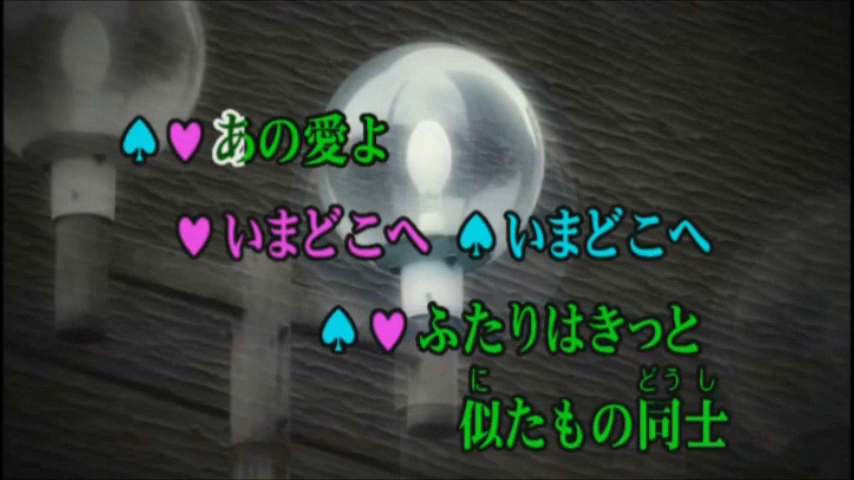 ♠♥あの愛よ
♥いまどこへ ♠いまどこへ
♠♥ふたりはきっと
に どうし
似たもの同士